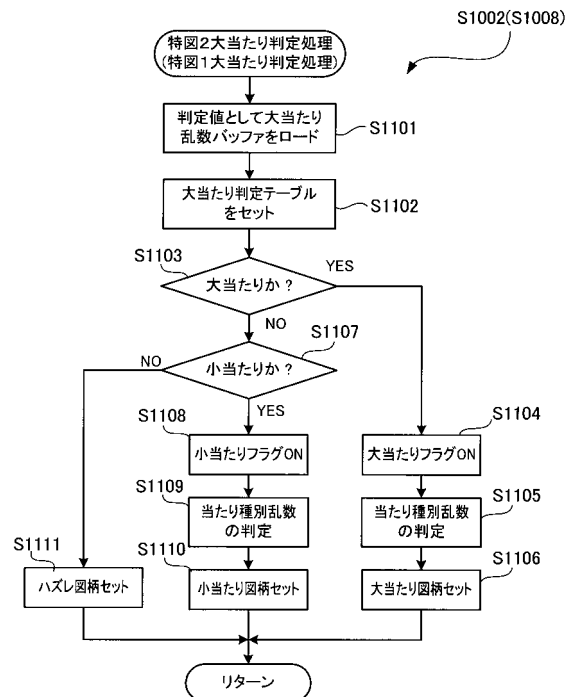 S1002(S1008)
特図2大当たり判定処理
(特図1大当たり判定処理)
判定値として大当たり
乱数バッファをロード
S1101
大当たり判定テーブル
をセット
S1102
S1103
大当たりか?
YES
NO
S1107
小当たりか?
NO
YES
S1108
小当たりフラグON
S1104
大当たりフラグON
S1109
当たり種別乱数
の判定
S1105
当たり種別乱数
の判定
S1111
ハズレ図柄セット
S1110
小当たり図柄セット
S1106
大当たり図柄セット
リターン